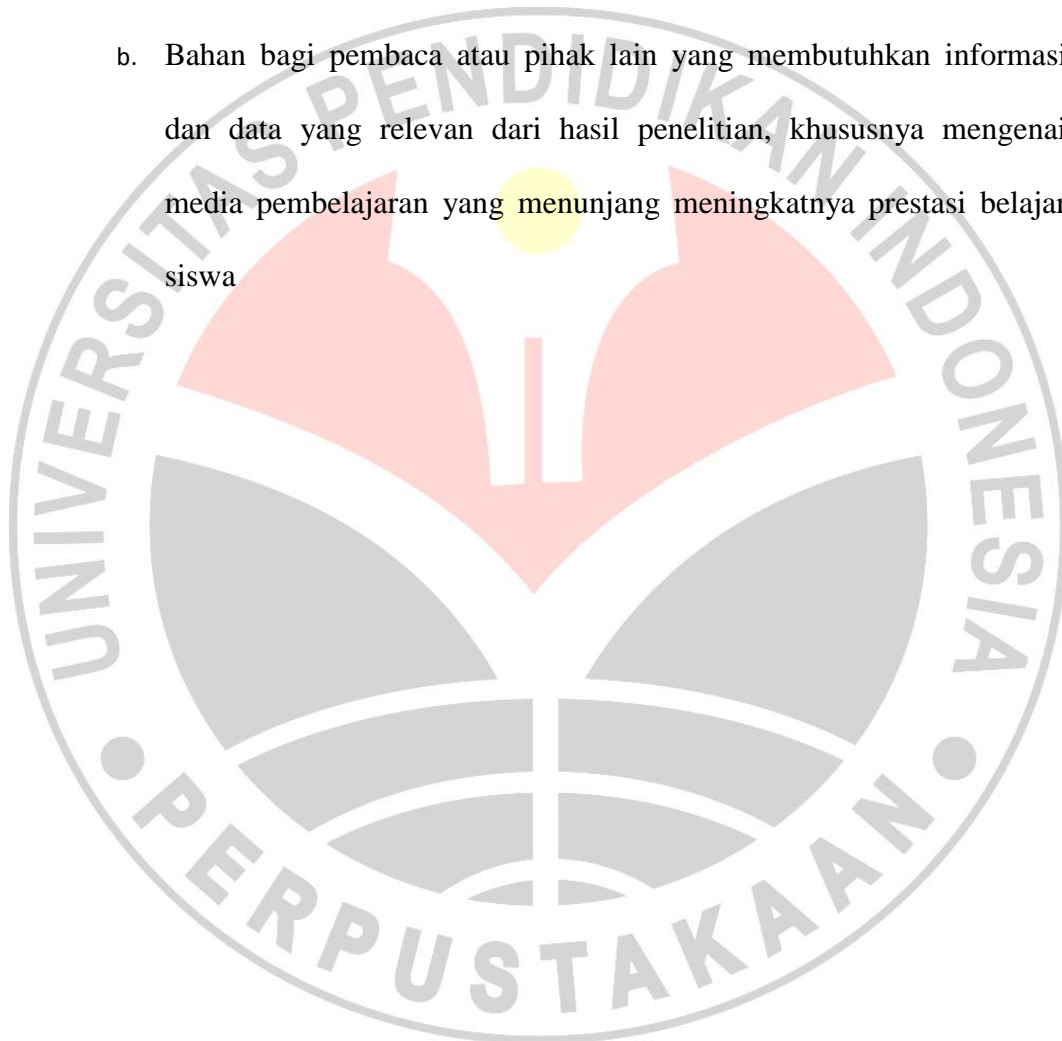 b. Bahan bagi pembaca atau pihak lain yang membutuhkan informasi
dan data yang relevan dari hasil penelitian, khususnya mengenai
media pembelajaran yang menunjang meningkatnya prestasi belajar
siswa
UNIVERSITAS PENDIDIKAN INDONESIA
PERPUSTAKAAN